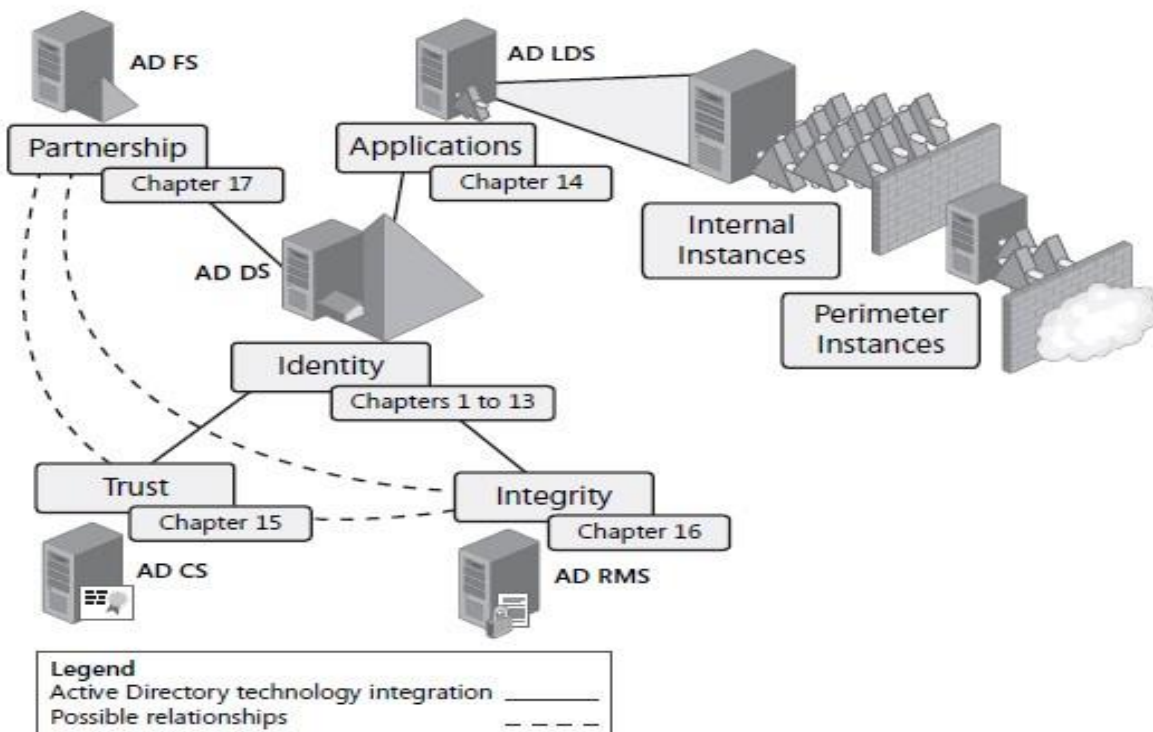 AD FS
AD LDS
Partnership
Chapter 17
Applications
Chapter 14
Internal
Instances
AD DS
Perimeter
Instances
Identity
Chapters 1 to 13
Trust
Chapter 15
Integrity
Chapter 16
AD CS
AD RMS
Legend
Active Directory technology integration
Possible relationships